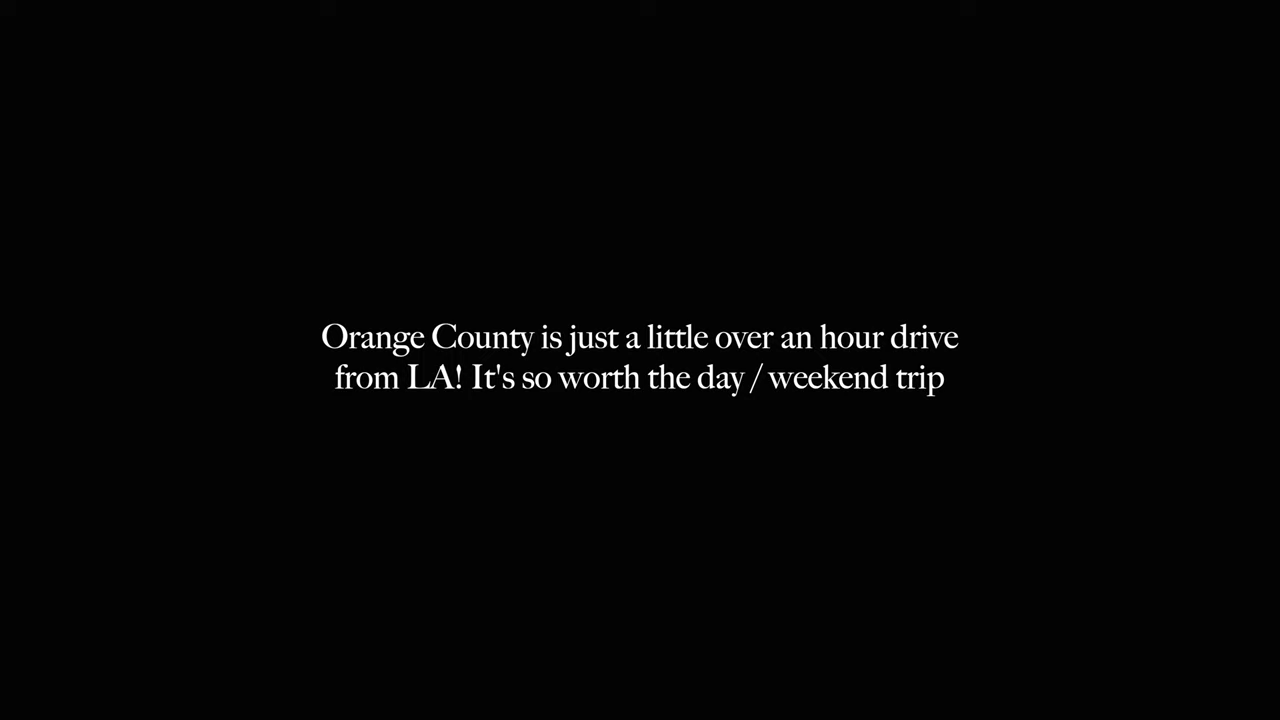 Orange County is just a little over an hour drive
from LA! It's so worth the day/weekend trip